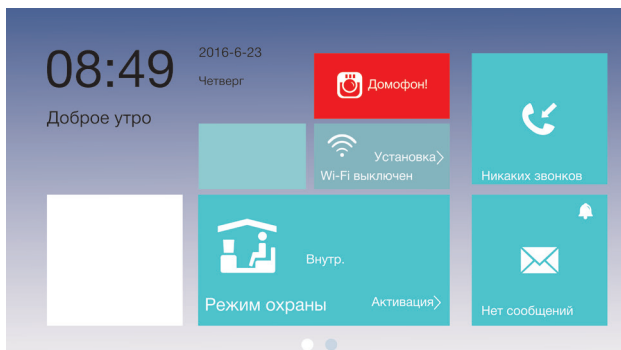 08:49
2016-6-23
Четверг
Доброе утро
Домофон!
Установка
Wi-Fi выключен
Никаких звонков
Внутр.
Режим охраны
Активация
Нет сообщений